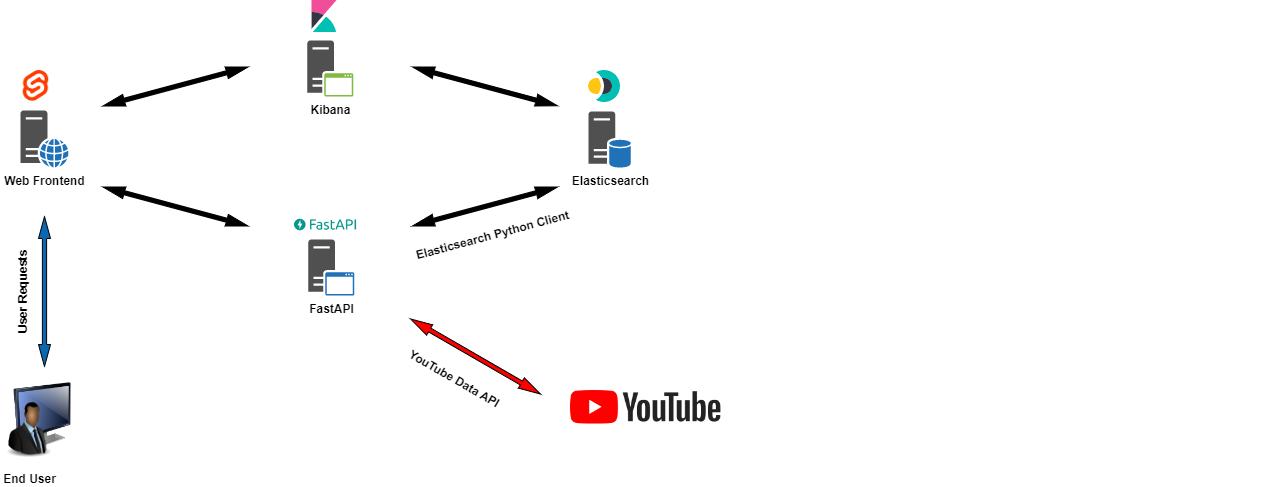 Kibana
Web Frontend
Elasticsearch
FastAPI
Elasticsearch Python Client
FastAPI
User Requests
YouTube Data API
YouTube
End User